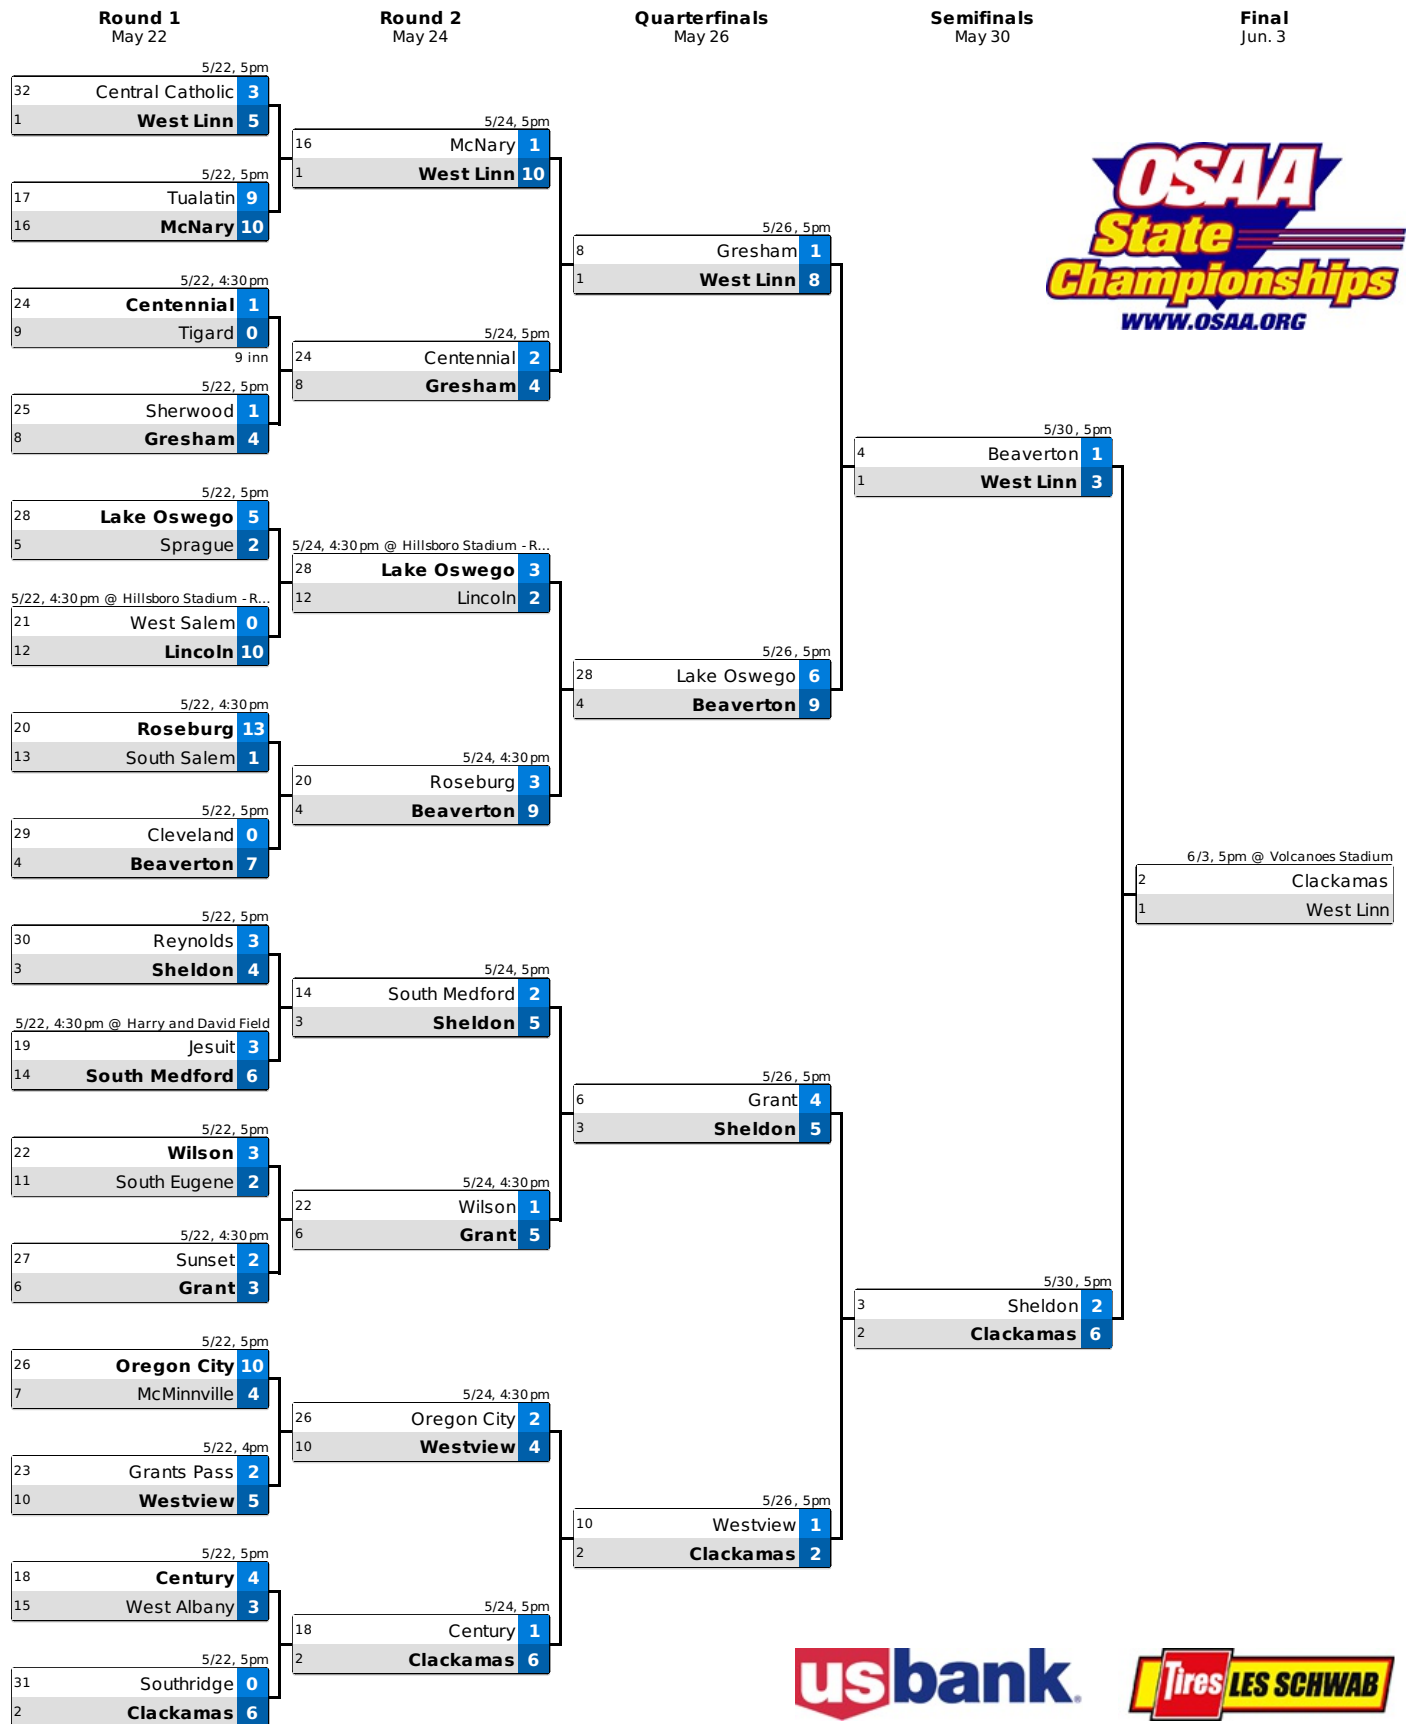 Round 1
May 22
Round 2
May 24
Quarterfinals
May 26
Semifinals
May 30
Final
Jun. 3
5/22, 5pm
32 Central Catholic 3
1 West Linn 5
5/22, 5pm
17 Tualatin 9
16 McNary 10
5/22, 4:30pm
24 Centennial 1
9 Tigard 0
9 inn
5/22, 5pm
25 Sherwood 1
8 Gresham 4
5/22, 5pm
28 Lake Oswego 5
5 Sprague 2
5/22, 4:30pm @ Hillsboro Stadium - R...
21 West Salem 0
12 Lincoln 10
5/22, 4:30pm
20 Roseburg 13
13 South Salem 1
5/22, 5pm
29 Cleveland 0
4 Beaverton 7
5/22, 5pm
30 Reynolds 3
3 Sheldon 4
5/22, 4:30pm @ Harry and David Field
19 Jesuit 3
14 South Medford 6
5/22, 5pm
22 Wilson 3
11 South Eugene 2
5/22, 4:30pm
27 Sunset 2
6 Grant 3
5/22, 5pm
26 Oregon City 10
7 McMinnville 4
5/22, 4pm
23 Grants Pass 2
10 Westview 5
5/22, 5pm
18 Century 4
15 West Albany 3
5/22, 5pm
31 Southridge 0
2 Clackamas 6
5/24, 5pm
16 McNary 1
1 West Linn 10
5/24, 5pm
24 Centennial 2
8 Gresham 4
5/24, 4:30pm @ Hillsboro Stadium - R...
28 Lake Oswego 3
12 Lincoln 2
5/24, 4:30pm
20 Roseburg 3
4 Beaverton 9
5/24, 5pm
14 South Medford 2
3 Sheldon 5
5/24, 4:30pm
22 Wilson 1
6 Grant 5
5/24, 4:30pm
26 Oregon City 2
10 Westview 4
5/24, 5pm
18 Century 1
2 Clackamas 6
5/26, 5pm
8 Gresham 1
1 West Linn 8
5/26, 5pm
28 Lake Oswego 6
4 Beaverton 9
5/26, 5pm
6 Grant 4
3 Sheldon 5
5/26, 5pm
10 Westview 1
2 Clackamas 2
5/30, 5pm
4 Beaverton 1
1 West Linn 3
5/30, 5pm
3 Sheldon 2
2 Clackamas 6
6/3, 5pm @ Volcanoes Stadium
2 Clackamas
1 West Linn
OSAA
State
Championships
WWW.OSAA.ORG
usbank.
Tires LES SCHWAB